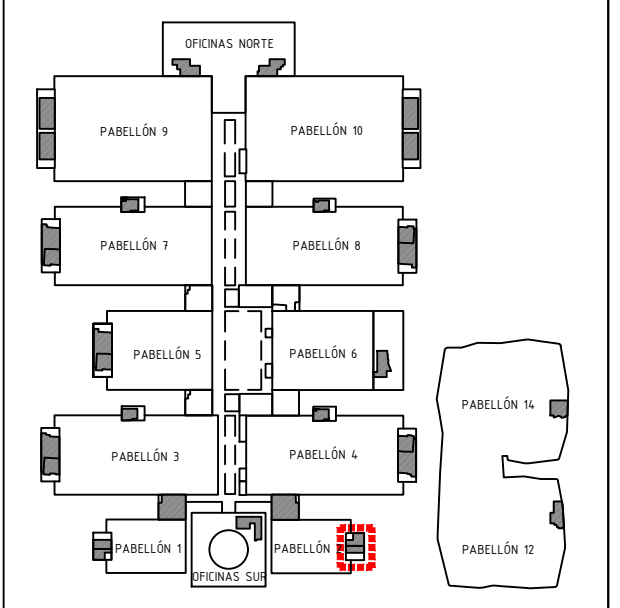 OFICINAS NORTE
PABELLÓN 9
PABELLÓN 10
PABELLÓN 7
PABELLÓN 8
PABELLÓN 5
PABELLÓN 6
PABELLÓN 14
PABELLÓN 3
PABELLÓN 4
PABELLÓN 1
PABELLÓN
PABELLÓN 12
OFICINAS SUR